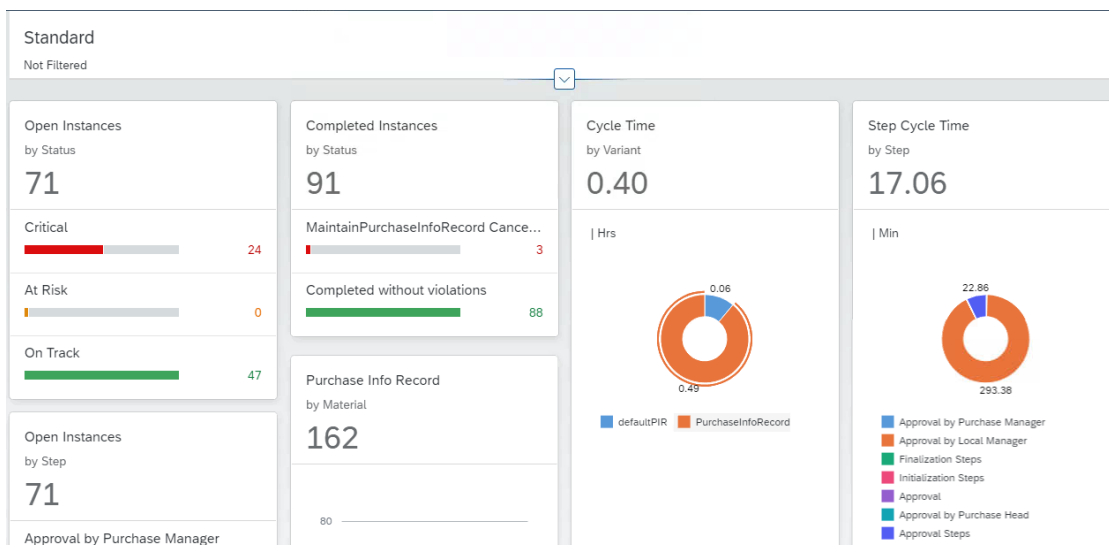 Standard
Not Filtered
Open Instances
by Status
71
Critical
24
At Risk
0
On Track
47
Open Instances
by Step
71
Approval by Purchase Manager
Completed Instances
by Status
91
MaintainPurchaseInfoRecord Cance...
3
Completed without violations
88
Purchase Info Record
by Material
162
80
Cycle Time
by Variant
0.40
| Hrs
0.06
0.49
defaultPIR PurchaseInfoRecord
Step Cycle Time
by Step
17.06
| Min
22.86
293.38
Approval by Purchase Manager
Approval by Local Manager
Finalization Steps
Initialization Steps
Approval
Approval by Purchase Head
Approval Steps